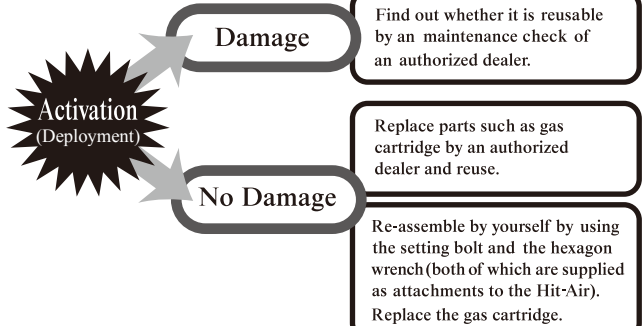 Activation
(Deployment)
Damage
Find out whether it is reusable
by an maintenance check of
an authorized dealer.
No Damage
Replace parts such as gas
cartridge by an authorized
dealer and reuse.
Re-assemble by yourself by using
the setting bolt and the hexagon
wrench(both of which are supplied
as attachments to the Hit-Air).
Replace the gas cartridge.